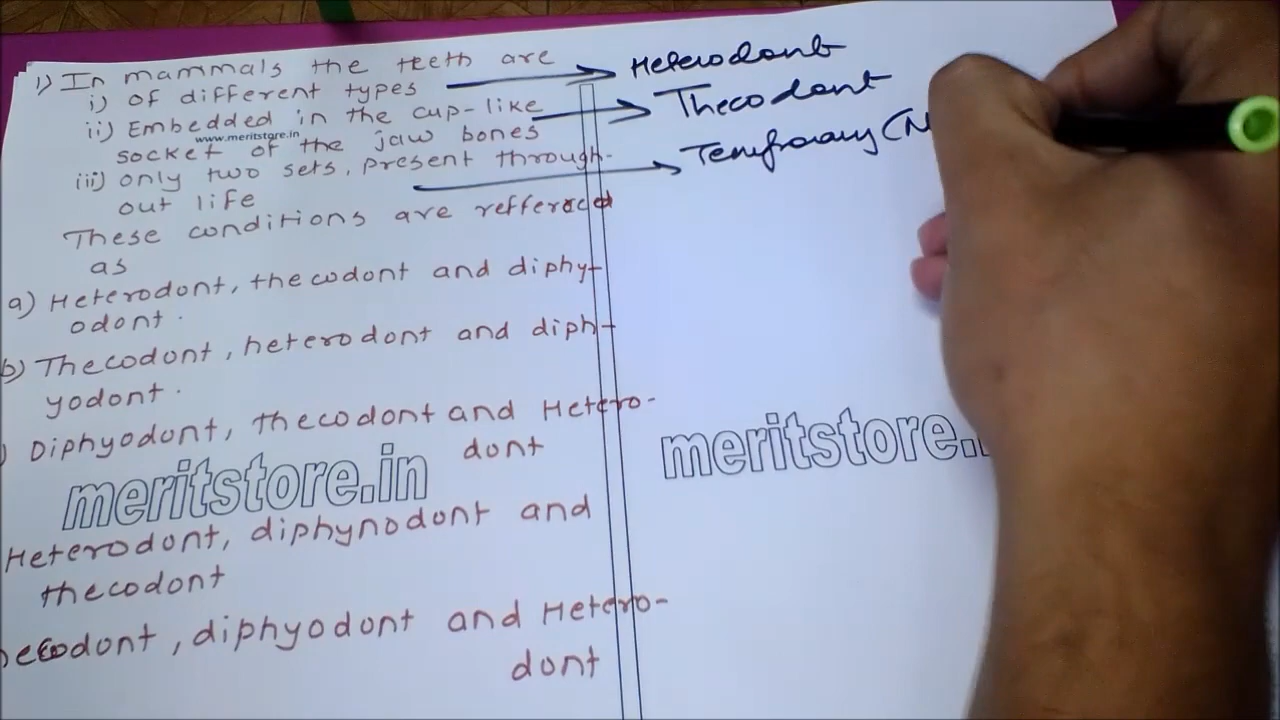 1) In mammals the teeth are
i) of different types
ii) Embedded in the cup-like
www.meritstore.in
socket of the jaw bones
iii) only two sets, present through-
out life
These conditions are reffered
as
a) Heterodont, thecodont and diphy-
odont.
b) Thecodont, heterodont and diph-
yodont.
) Diphyodont, thecodont and Hetero-
dont
meritstore.in
Heterodont, diphynodont and
thecodont
diphyodont and Hetero-
dont
Heterodont
Thecodont
Temporary (N
meritstore.